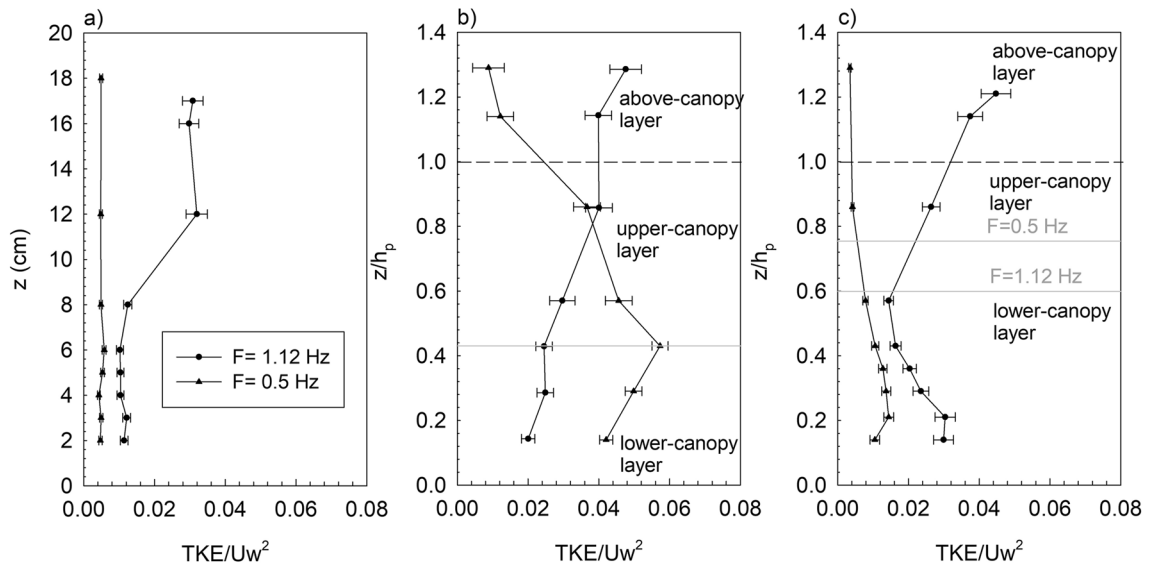 a)
20
18
16
14
12
10
8
6
4
2
0
z (cm)
F= 1.12 Hz
F= 0.5 Hz
0.00 0.02 0.04 0.06 0.08
TKE/Uw²
b)
1.4
1.2
1.0
0.8
0.6
0.4
0.2
0.0
z/hp
above-canopy
layer
upper-canopy
layer
lower-canopy
layer
0.00 0.02 0.04 0.06 0.08
TKE/Uw²
c)
1.4
1.2
1.0
0.8
0.6
0.4
0.2
0.0
z/hp
above-canopy
layer
upper-canopy
layer
F=0.5 Hz
F=1.12 Hz
lower-canopy
layer
0.00 0.02 0.04 0.06 0.08
TKE/Uw²